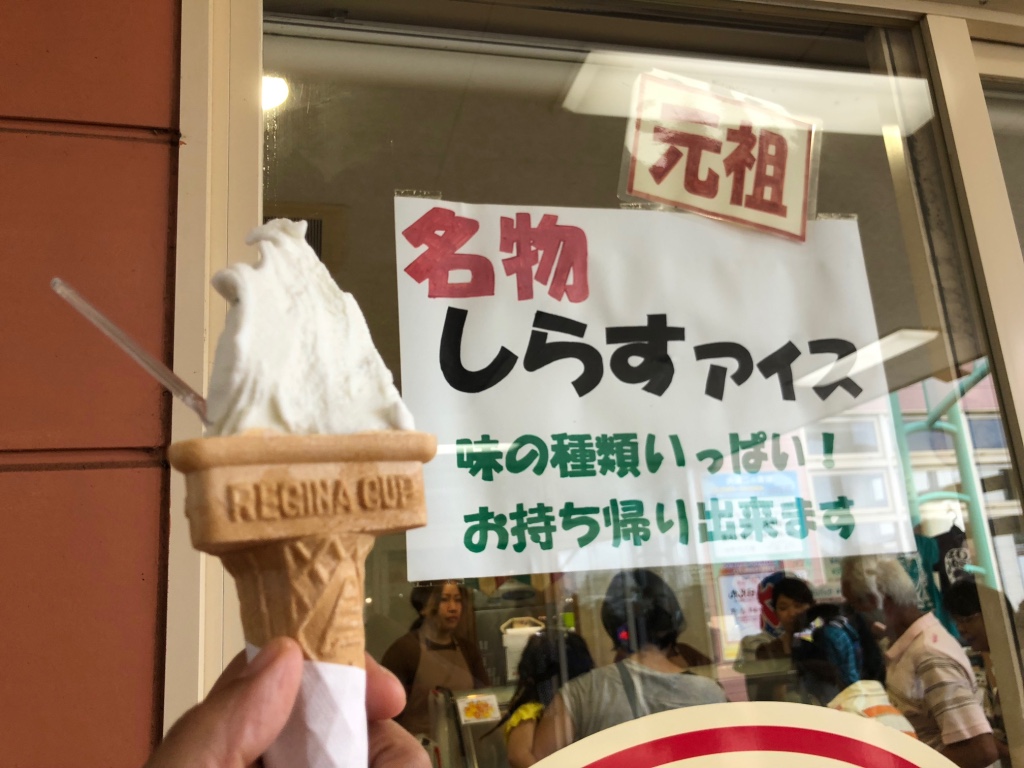 元祖
名物
しらすアイス
味の種類いっぱい!
お持ち帰り出来ます
REGINA CUP